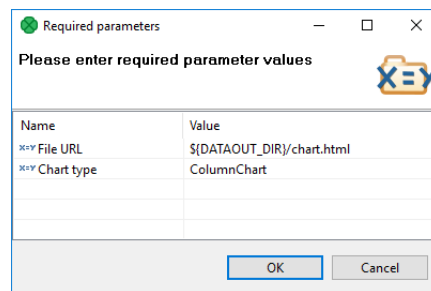 Required parameters
Please enter required parameter values
X=Y
Name Value
x=y File URL ${DATAOUT_DIR}/chart.html
x=y Chart type ColumnChart
OK Cancel